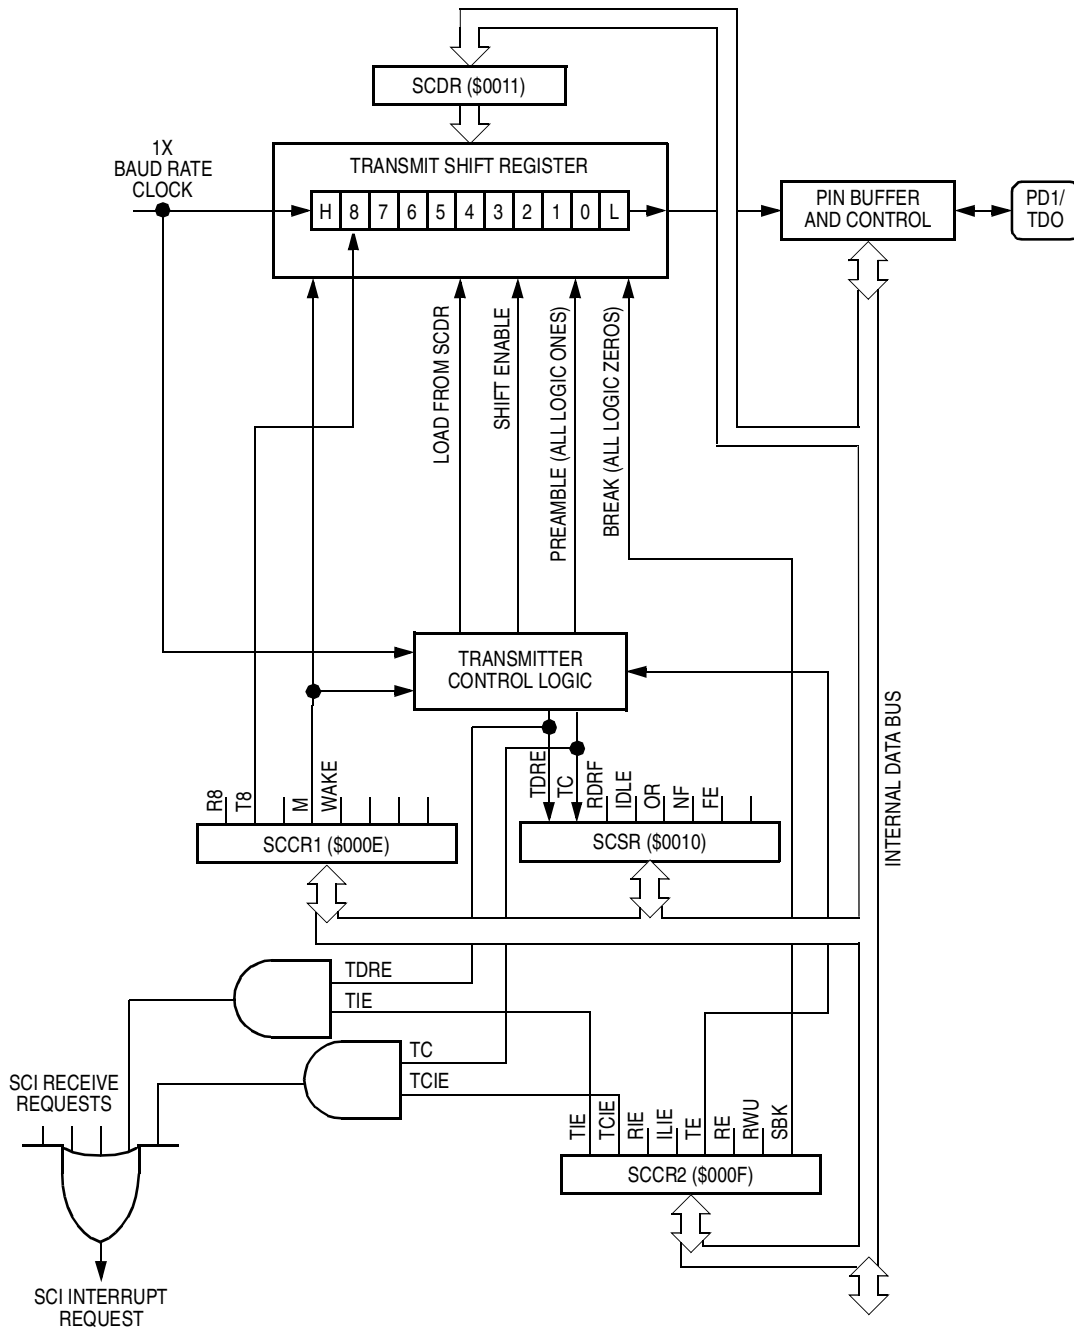 SCDR ($0011)
1X
BAUD RATE
CLOCK
TRANSMIT SHIFT REGISTER
H 8 7 6 5 4 3 2 1 0 L
PIN BUFFER
AND CONTROL
PD1/
TDO
LOAD FROM SCDR
SHIFT ENABLE
PREAMBLE (ALL LOGIC ONES)
BREAK (ALL LOGIC ZEROS)
TRANSMITTER
CONTROL LOGIC
INTERNAL DATA BUS
R8
T8
M
WAKE
SCCR1 ($000E)
TDRE
TC
RDRF
IDLE
OR
NF
FE
SCSR ($0010)
TDRE
TIE
TC
TCIE
SCI RECEIVE
REQUESTS
TIE
TCIE
RIE
ILIE
TE
RE
RWU
SBK
SCCR2 ($000F)
SCI INTERRUPT
REQUEST